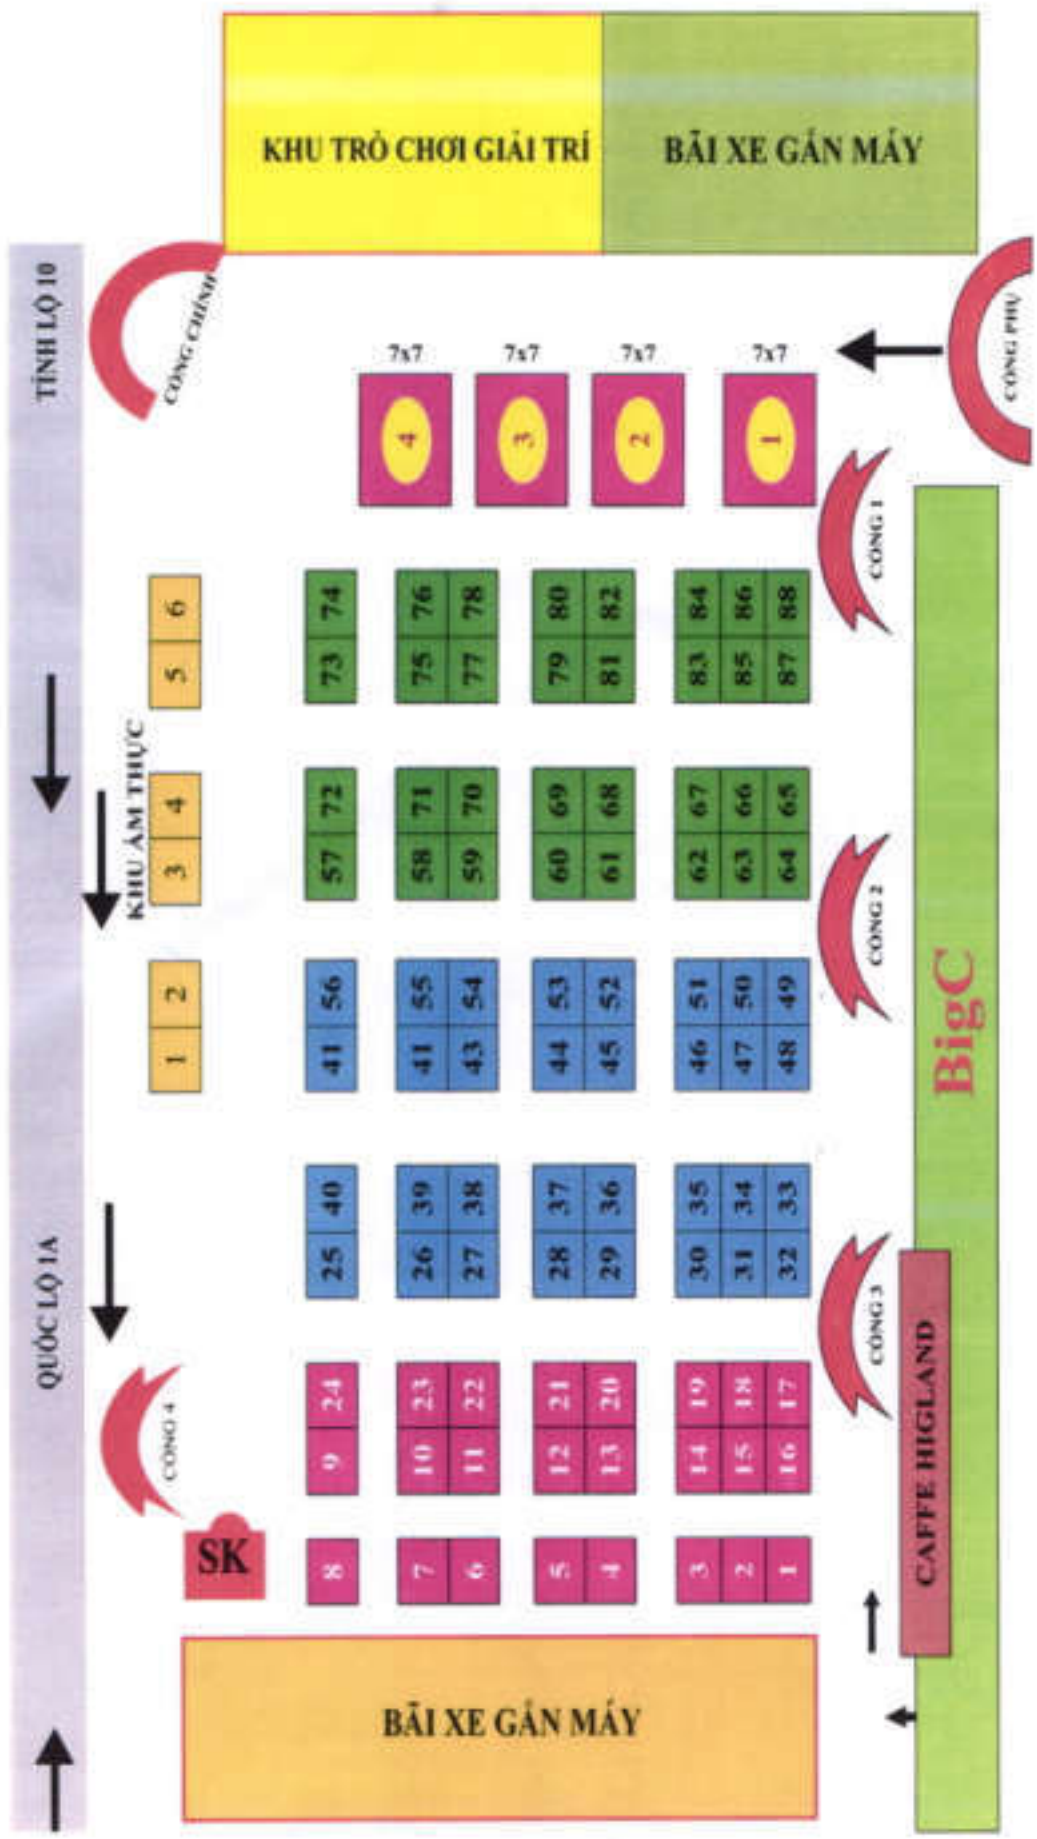 KHU TRÒ CHƠI GIẢI TRÍ
BÃI XE GẮN MÁY
TỈNH LỘ 10
CỔNG CHÍNH
CỔNG PHỤ
7x7
7x7
7x7
7x7
4
3
2
1
CỔNG 1
5 6
73 74
75 76
77 78
79 80
81 82
83 84
85 86
87 88
KHU ẨM THỰC
3 4
57 72
58 71
59 70
60 69
61 68
62 67
63 66
64 65
CỔNG 2
1 2
41 56
41 55
43 54
44 53
45 52
46 51
47 50
48 49
BigC
QUỐC LỘ 1A
25 40
26 39
27 38
28 37
29 36
30 35
31 34
32 33
CỔNG 3
CỔNG 4
9 24
10 23
11 22
12 21
13 20
14 19
15 18
16 17
CAFFE HIGLAND
SK
8
7
6
5
4
3
2
1
BÃI XE GẮN MÁY